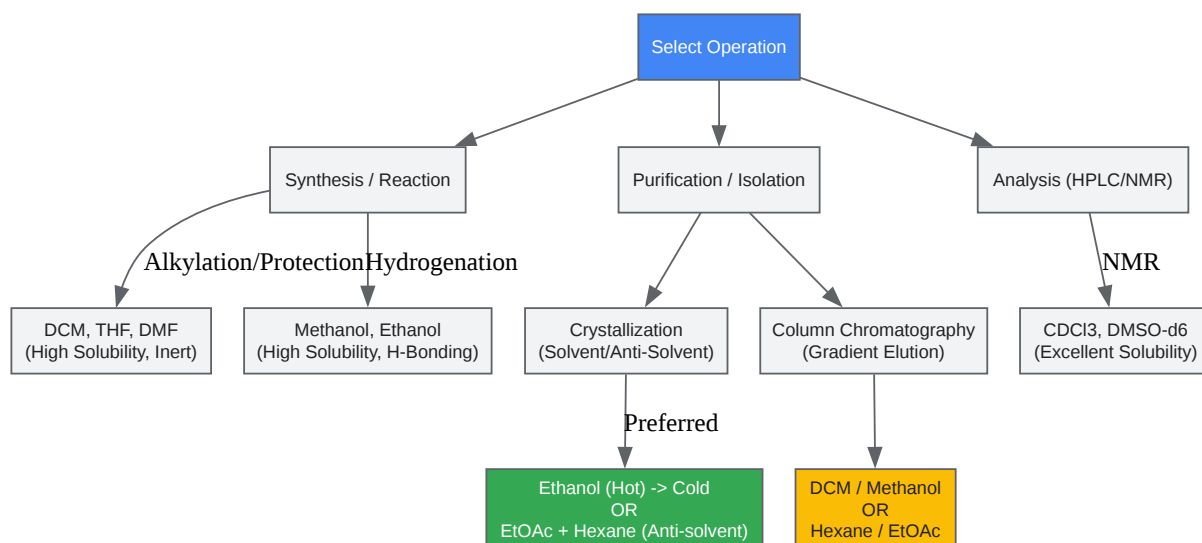 Select Operation
Synthesis / Reaction
Purification / Isolation
Analysis (HPLC/NMR)
Alkylation/Protection
Hydrogenation
NMR
DCM, THF, DMF
(High Solubility, Inert)
Methanol, Ethanol
(High Solubility, H-Bonding)
Crystallization
(Solvent/Anti-Solvent)
Column Chromatography
(Gradient Elution)
CDCl3, DMSO-d6
(Excellent Solubility)
Preferred
Ethanol (Hot) -> Cold
OR
EtOAc + Hexane (Anti-solvent)
DCM / Methanol
OR
Hexane / EtOAc